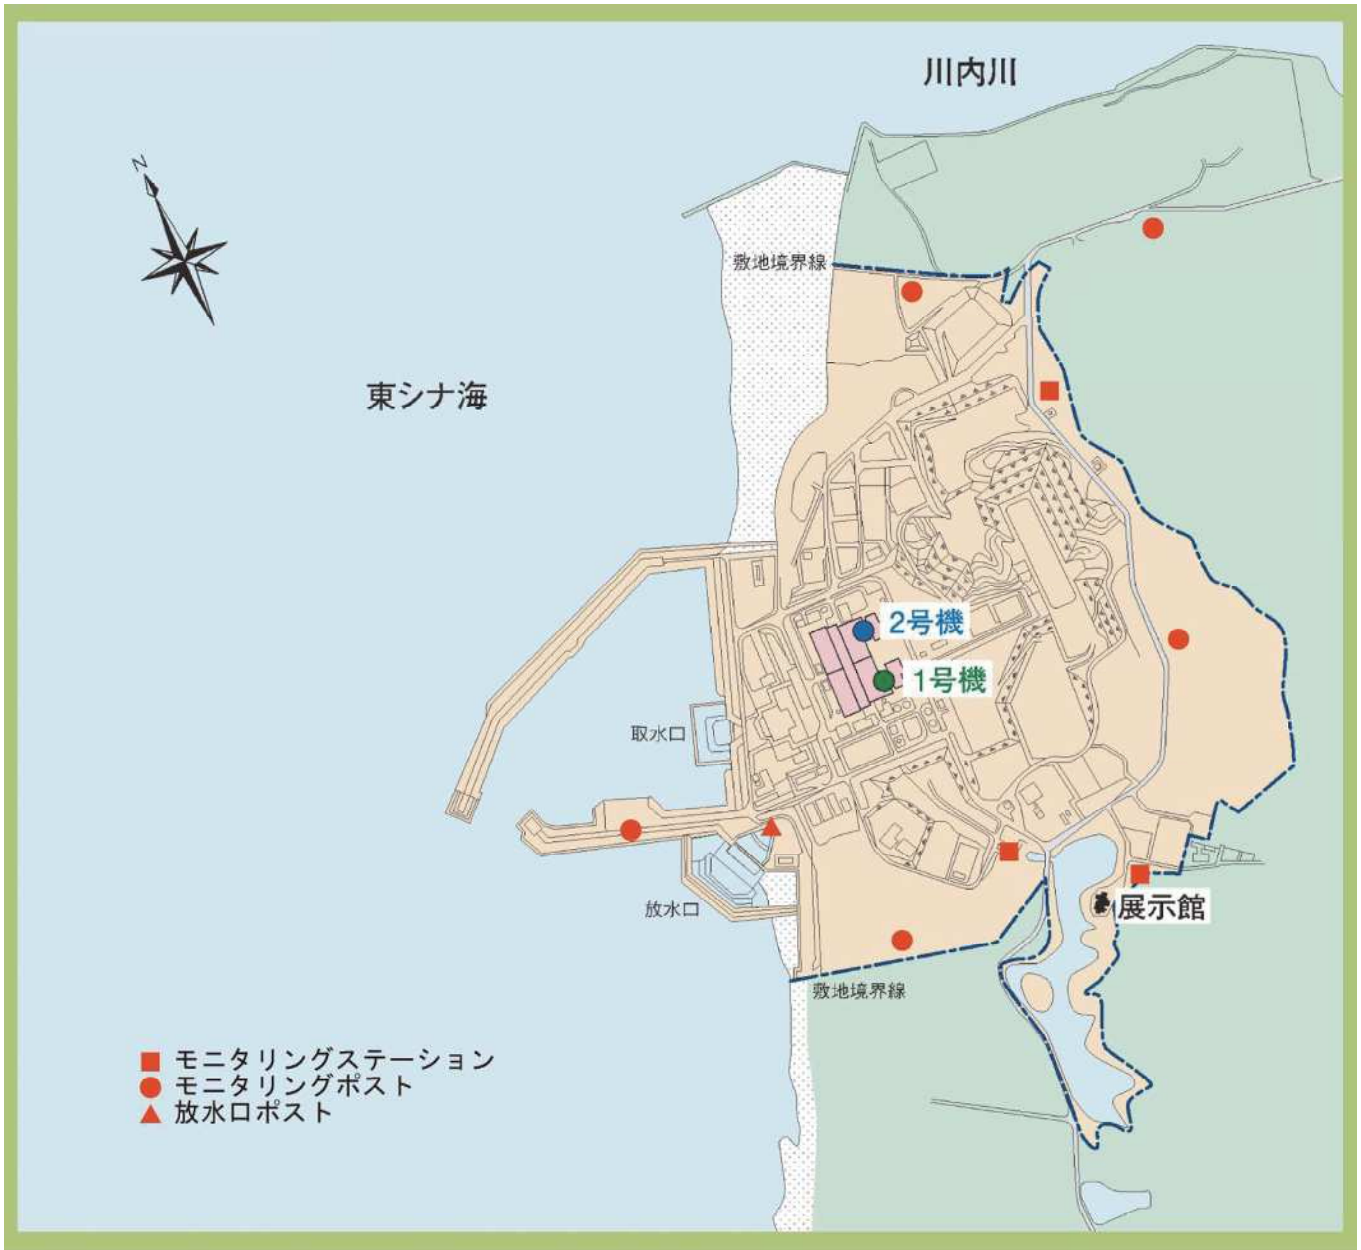 川内川
N
敷地境界線
東シナ海
2号機
1号機
取水口
放水口
展示館
敷地境界線
モニタリングステーション
モニタリングポスト
放水口ポスト